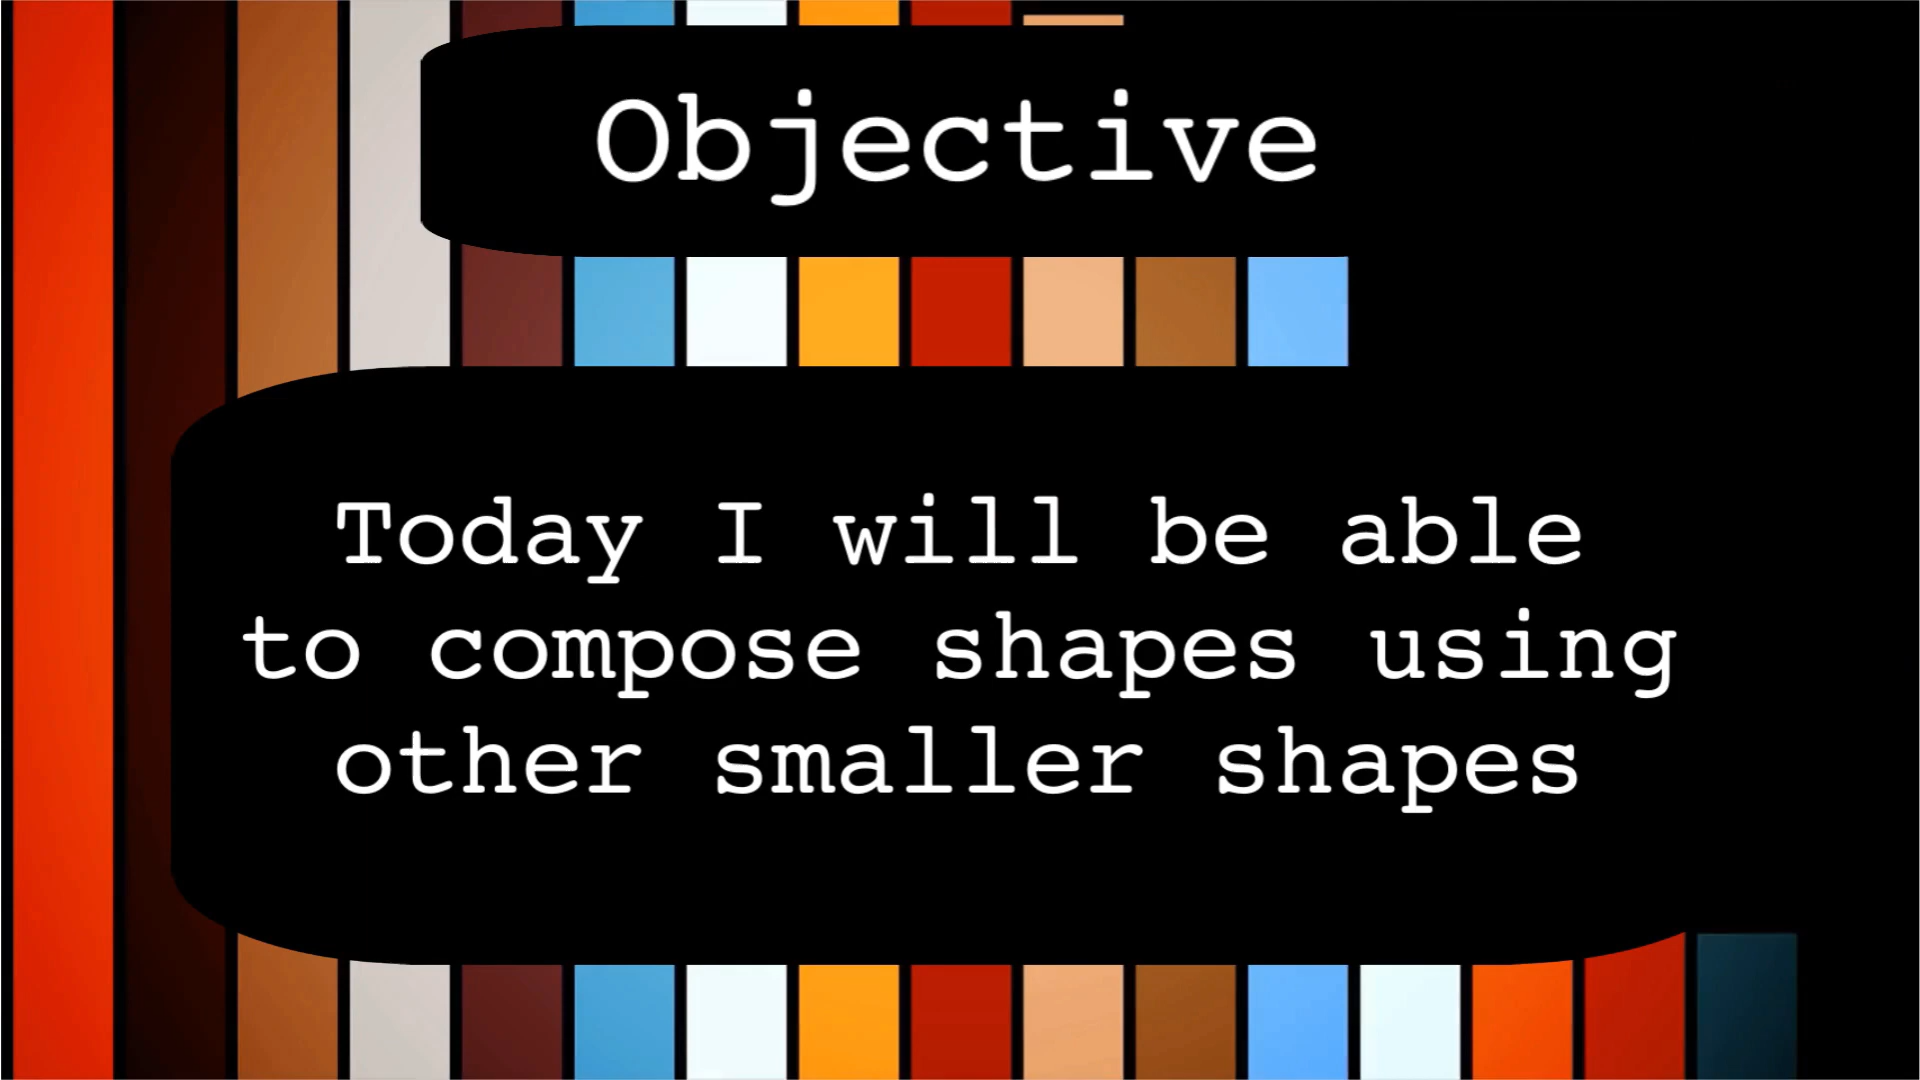 Objective
Today I will be able
to compose shapes using
other smaller shapes